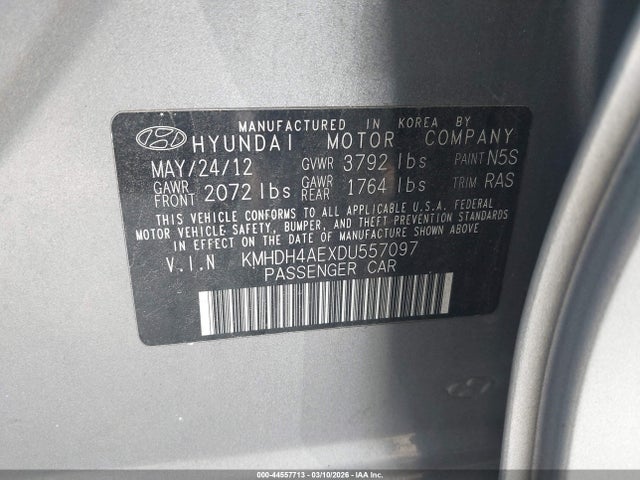 MANUFACTURED IN KOREA BY
HYUNDAI MOTOR COMPANY
MAY/24/12 GVWR 3792 lbs PAINT N5S
GAWR FRONT 2072 lbs GAWR REAR 1764 lbs TRIM RAS
THIS VEHICLE CONFORMS TO ALL APPLICABLE U.S.A. FEDERAL
MOTOR VEHICLE SAFETY, BUMPER, AND THEFT PREVENTION STANDARDS
IN EFFECT ON THE DATE OF MANUFACTURE SHOWN ABOVE.
V.I.N KMHDH4AEXDU557097
PASSENGER CAR
000-44557713 - 03/10/2026 - IAA Inc.